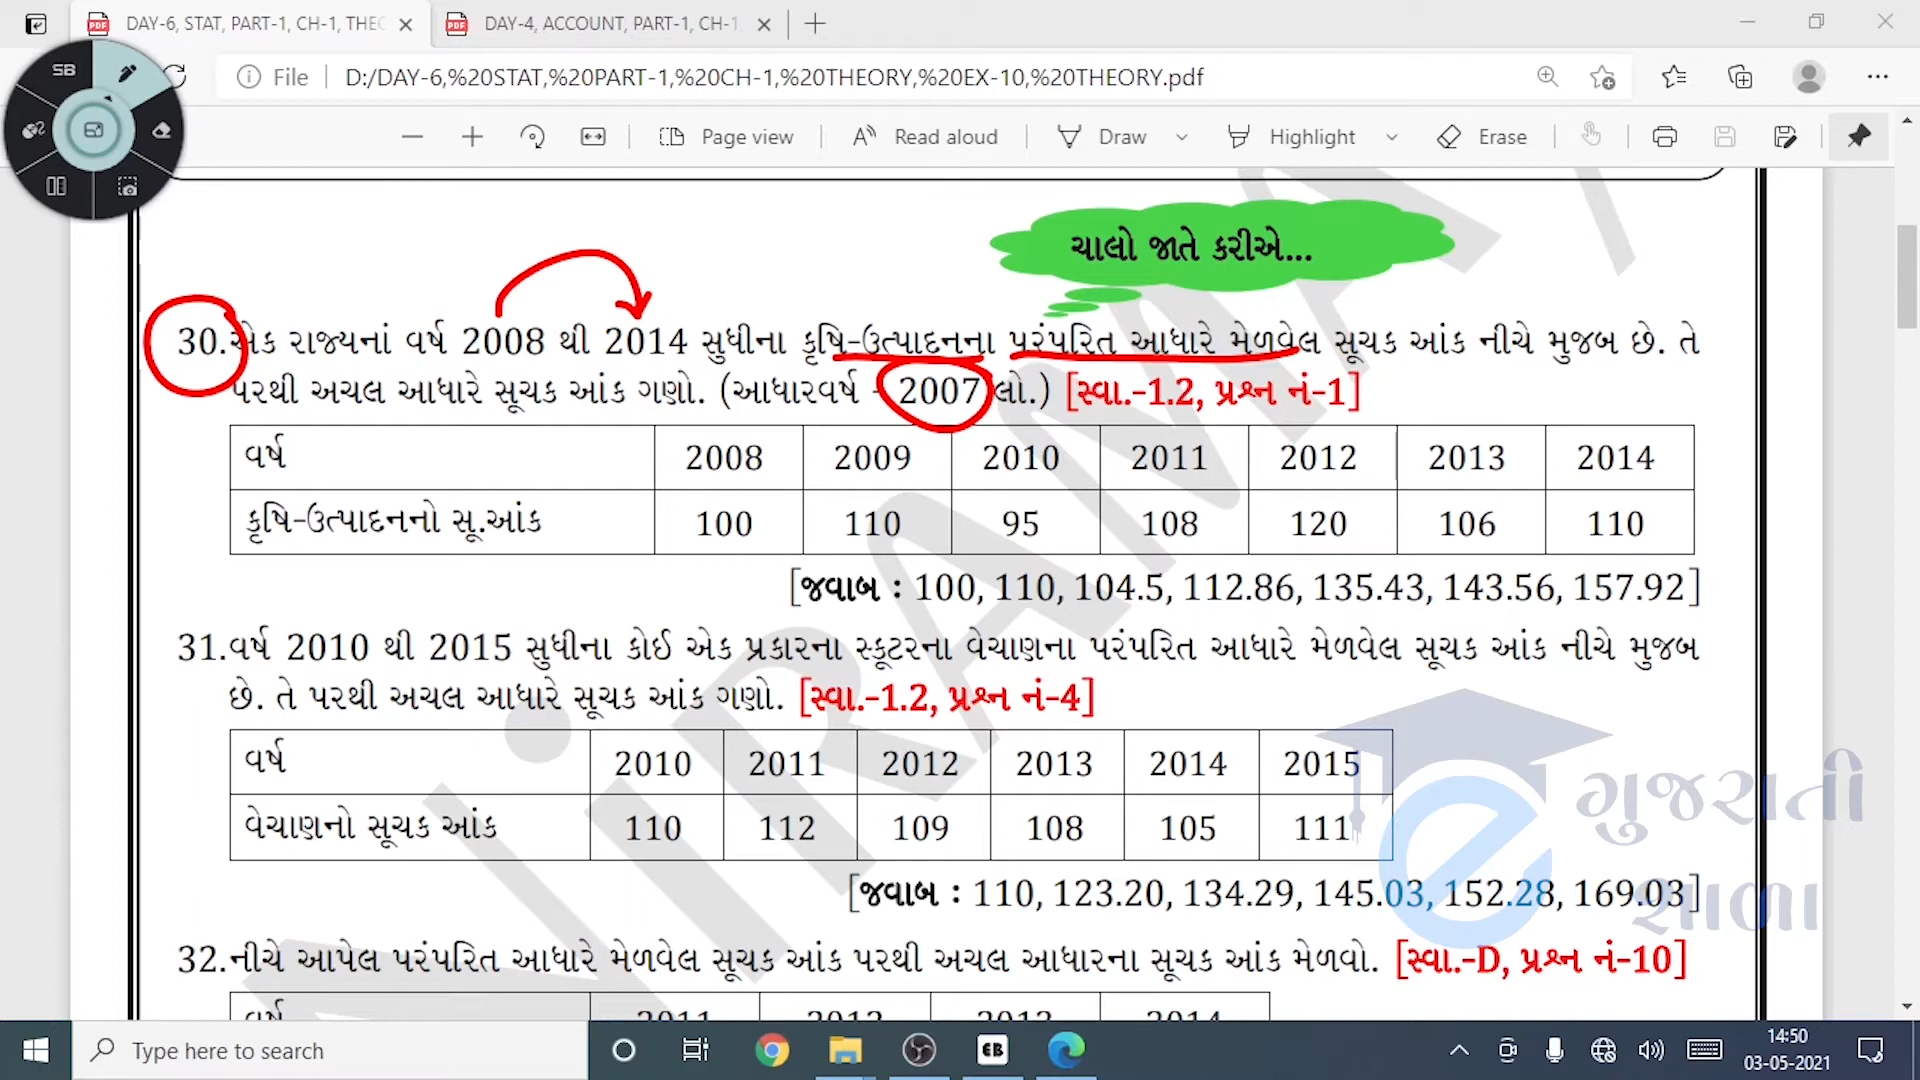 DAY-6, STAT, PART-1, CH-1, THEO
DAY-4, ACCOUNT, PART-1, CH-1
SB
File
D:/DAY-6,%20STAT,%20PART-1,%20CH-1,%20THEORY,%20EX-10,%20THEORY.pdf
Page view
Read aloud
Draw
Highlight
Erase
ચાલો જાતે કરીએ...
30. એક રાજ્યનાં વર્ષ 2008 થી 2014 સુધીના કૃષિ-ઉત્પાદનના પરંપરિત આધારે મેળવેલ સૂચક આંક નીચે મુજબ છે. તે
પરથી અચલ આધારે સૂચક આંક ગણો. (આધારવર્ષ - 2007 લો.) [સ્વા.-1.2, પ્રશ્ન નં-1]
વર્ષ 2008 2009 2010 2011 2012 2013 2014
કૃષિ-ઉત્પાદનનો સૂ.આંક 100 110 95 108 120 106 110
[જવાબ : 100, 110, 104.5, 112.86, 135.43, 143.56, 157.92]
31. વર્ષ 2010 થી 2015 સુધીના કોઈ એક પ્રકારના સ્કૂટરના વેચાણના પરંપરિત આધારે મેળવેલ સૂચક આંક નીચે મુજબ
છે. તે પરથી અચલ આધારે સૂચક આંક ગણો. [સ્વા.-1.2, પ્રશ્ન નં-4]
વર્ષ 2010 2011 2012 2013 2014 2015
વેચાણનો સૂચક આંક 110 112 109 108 105 111
[જવાબ : 110, 123.20, 134.29, 145.03, 152.28, 169.03]
e ગુજરાતી શાળા
32. નીચે આપેલ પરંપરિત આધારે મેળવેલ સૂચક આંક પરથી અચલ આધારના સૂચક આંક મેળવો. [સ્વા.-D, પ્રશ્ન નં-10]
વર્ષ 2011 2012 2013 2014
Type here to search
14:50
03-05-2021